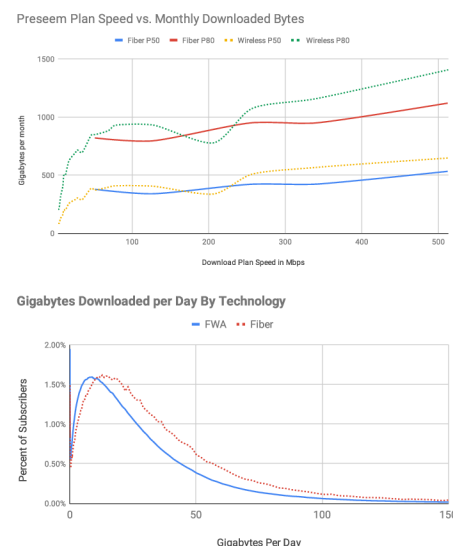 Preseem Plan Speed vs. Monthly Downloaded Bytes
Fiber P50 Fiber P80 Wireless P50 Wireless P80
1500
1000
500
0
Gigabytes per month
100 200 300 400 500
Download Plan Speed in Mbps
Gigabytes Downloaded per Day By Technology
FWA Fiber
2.00%
1.50%
1.00%
0.50%
0.00%
Percent of Subscribers
0 50 100 150
Gigabytes Per Day